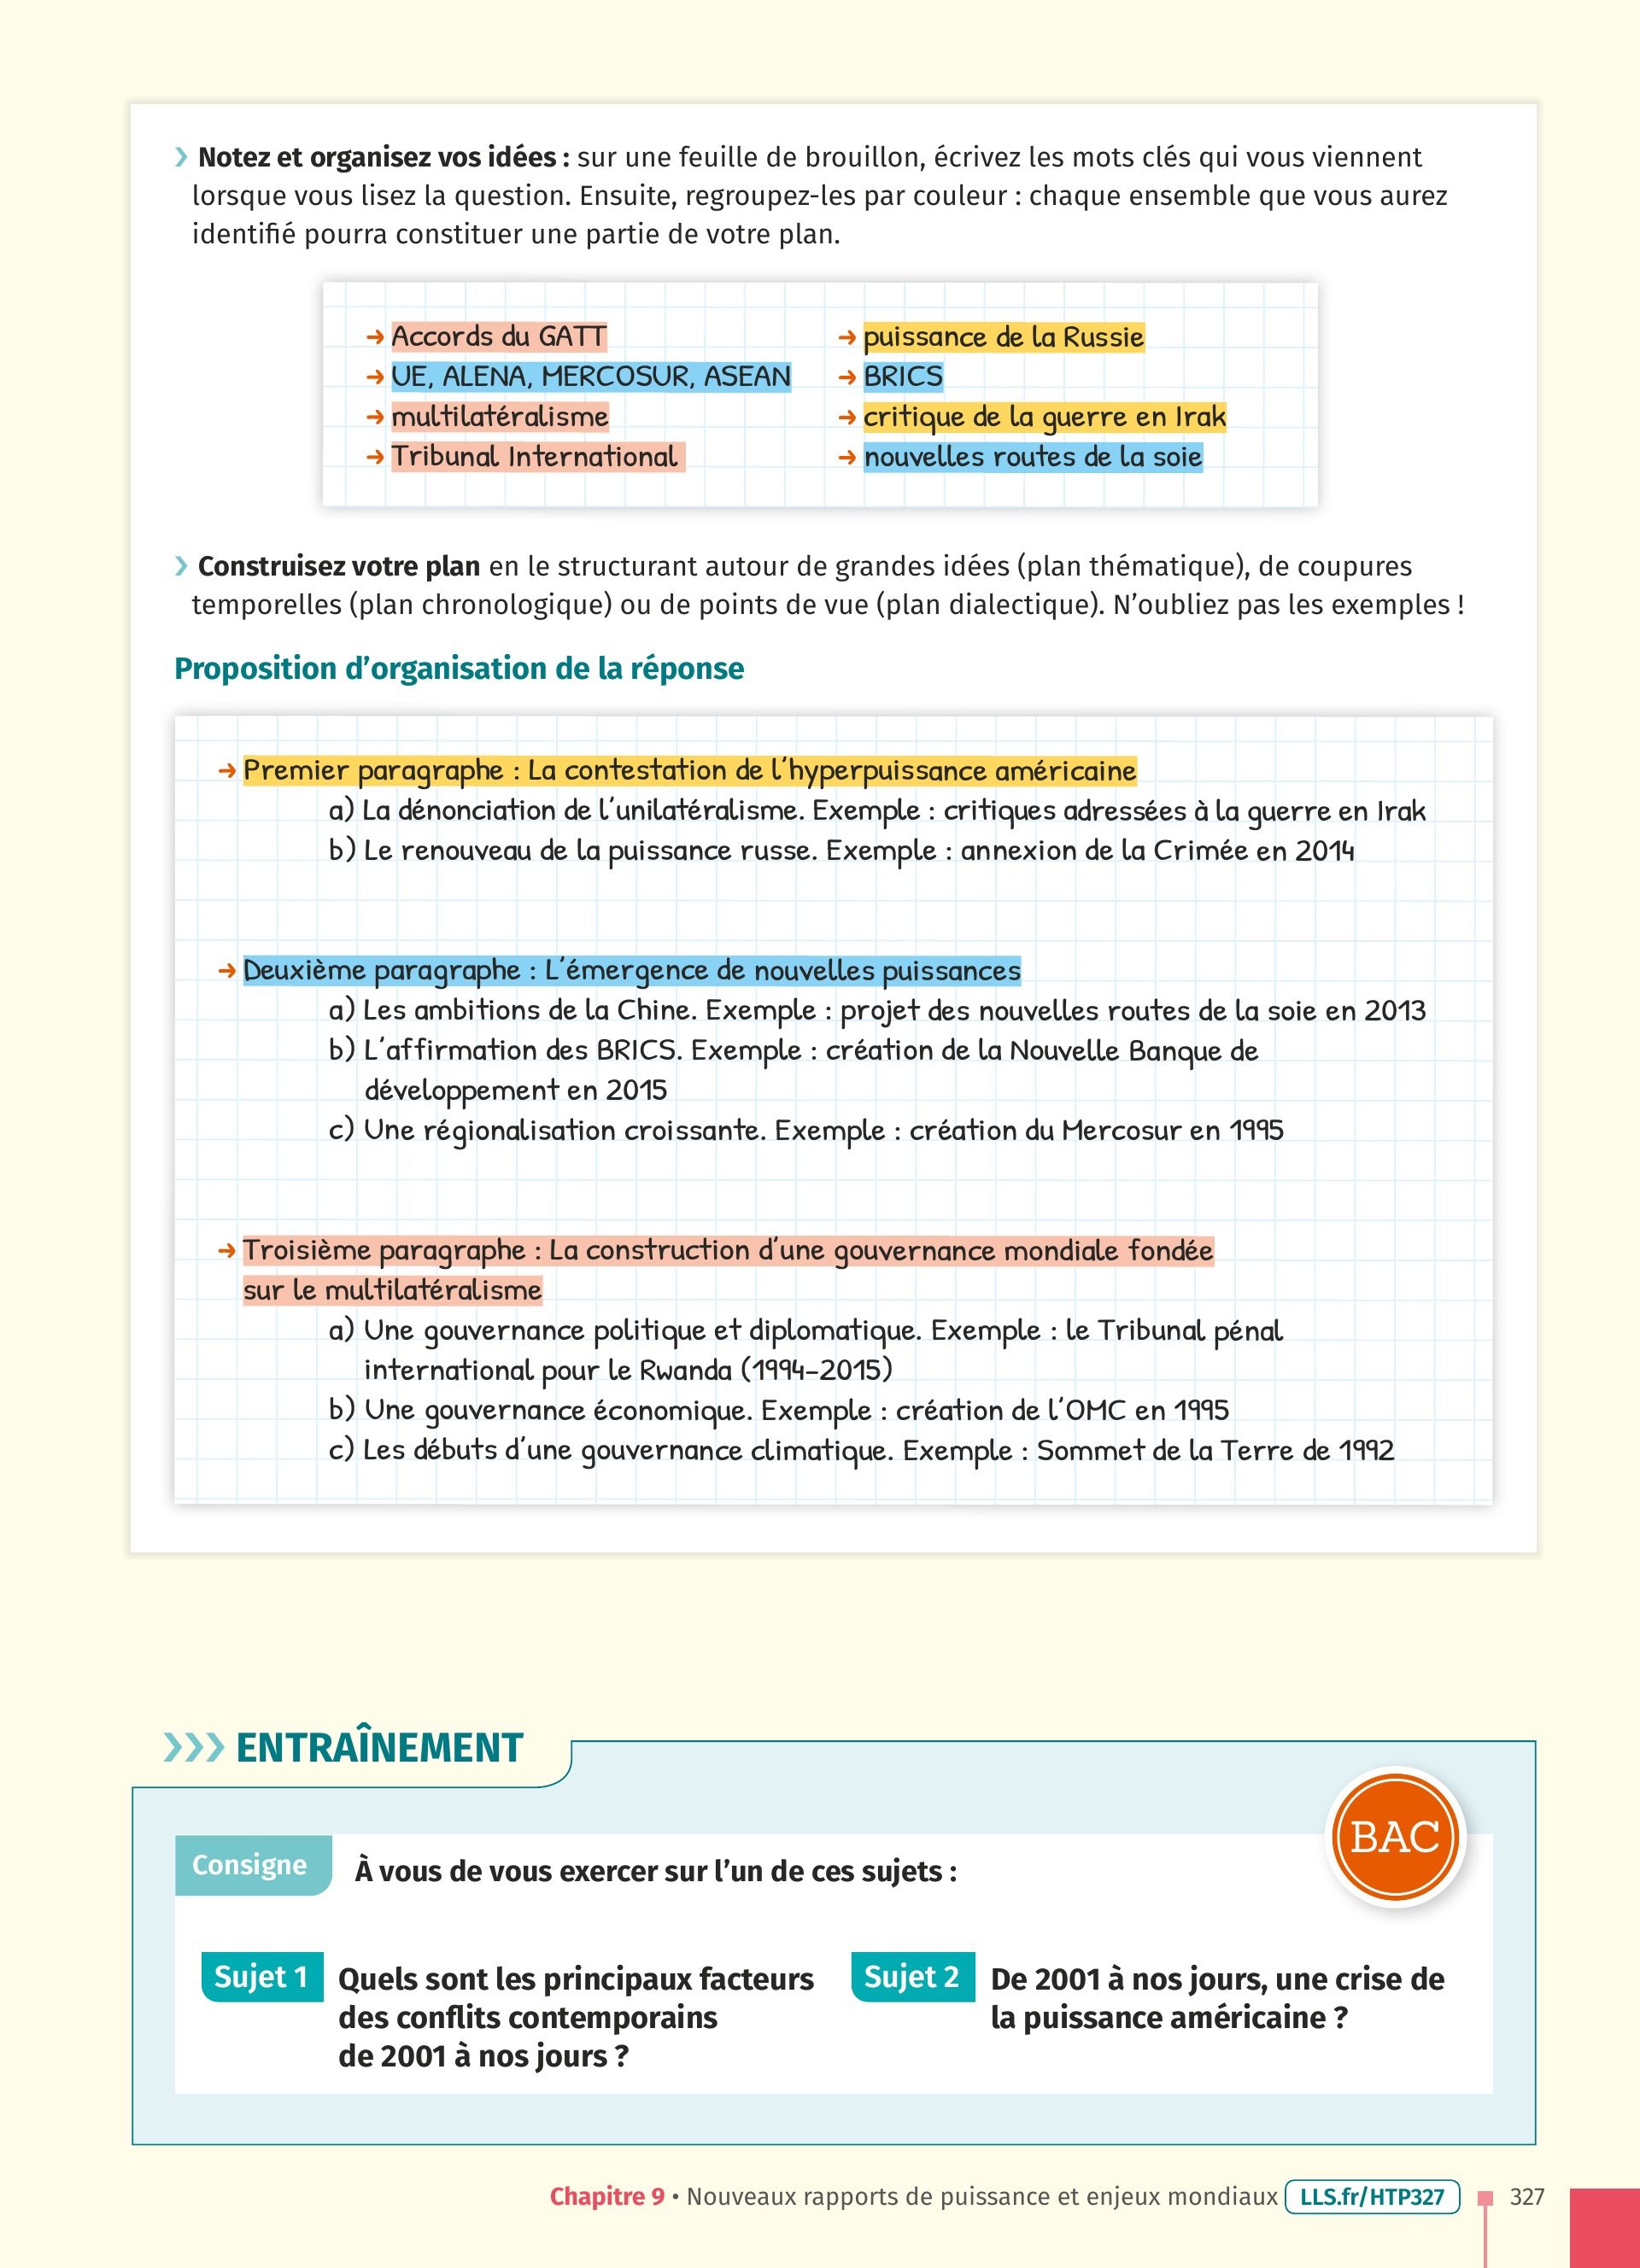 Notez et organisez vos idées : sur une feuille de brouillon, écrivez les mots clés qui vous viennent
lorsque vous lisez la question. Ensuite, regroupez-les par couleur : chaque ensemble que vous aurez
identifié pourra constituer une partie de votre plan.
→ Accords du GATT
→ UE, ALENA, MERCOSUR, ASEAN
→ multilatéralisme
→ Tribunal International
→ puissance de la Russie
→ BRICS
→ critique de la guerre en Irak
→ nouvelles routes de la soie
Construisez votre plan en le structurant autour de grandes idées (plan thématique), de coupures
temporelles (plan chronologique) ou de points de vue (plan dialectique). N'oubliez pas les exemples !
Proposition d'organisation de la réponse
→ Premier paragraphe : La contestation de l'hyperpuissance américaine
a) La dénonciation de l'unilatéralisme. Exemple : critiques adressées à la guerre en Irak
b) Le renouveau de la puissance russe. Exemple : annexion de la Crimée en 2014
→ Deuxième paragraphe : L'émergence de nouvelles puissances
a) Les ambitions de la Chine. Exemple : projet des nouvelles routes de la soie en 2013
b) L'affirmation des BRICS. Exemple : création de la Nouvelle Banque de
développement en 2015
c) Une régionalisation croissante. Exemple : création du Mercosur en 1995
→ Troisième paragraphe : La construction d'une gouvernance mondiale fondée
sur le multilatéralisme
a) Une gouvernance politique et diplomatique. Exemple : le Tribunal pénal
international pour le Rwanda (1994-2015)
b) Une gouvernance économique. Exemple : création de l'OMC en 1995
c) Les débuts d'une gouvernance climatique. Exemple : Sommet de la Terre de 1992
ENTRAÎNEMENT
BAC
Consigne À vous de vous exercer sur l'un de ces sujets :
Sujet 1 Quels sont les principaux facteurs
des conflits contemporains
de 2001 à nos jours ?
Sujet 2 De 2001 à nos jours, une crise de
la puissance américaine ?
Chapitre 9 • Nouveaux rapports de puissance et enjeux mondiaux LLS.fr/HTP327 327